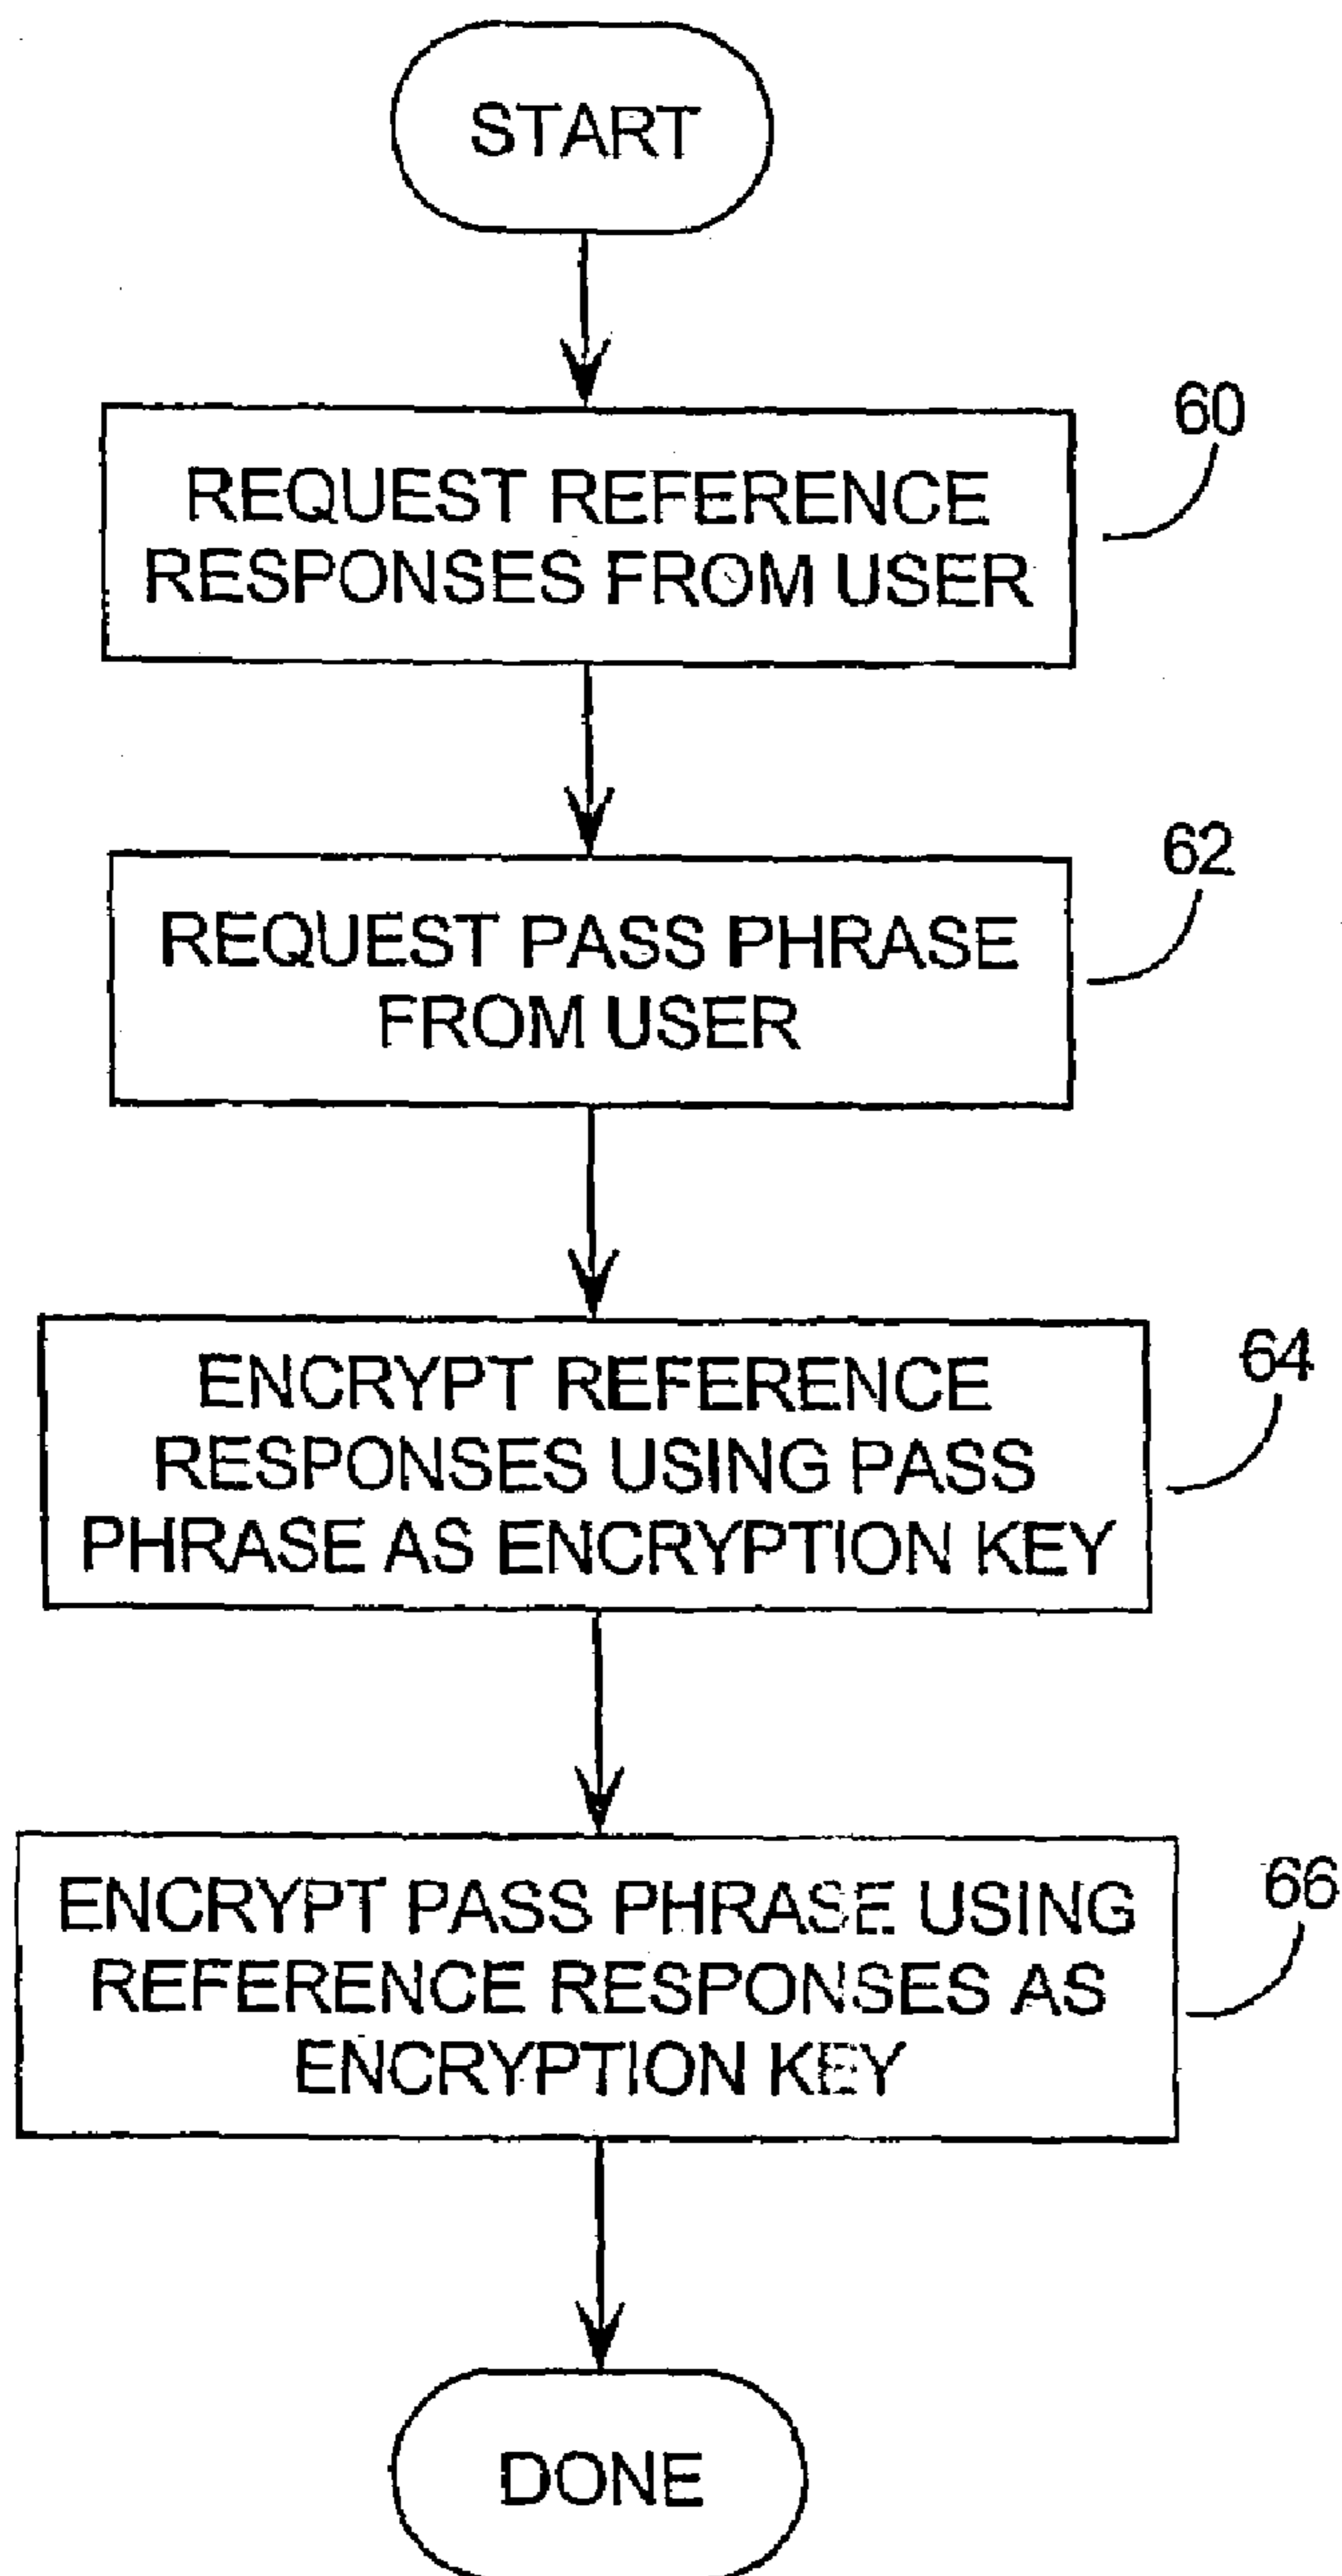 START
60
REQUEST REFERENCE
RESPONSES FROM USER
62
REQUEST PASS PHRASE
FROM USER
64
ENCRYPT REFERENCE
RESPONSES USING PASS
PHRASE AS ENCRYPTION KEY
66
ENCRYPT PASS PHRASE USING
REFERENCE RESPONSES AS
ENCRYPTION KEY
DONE